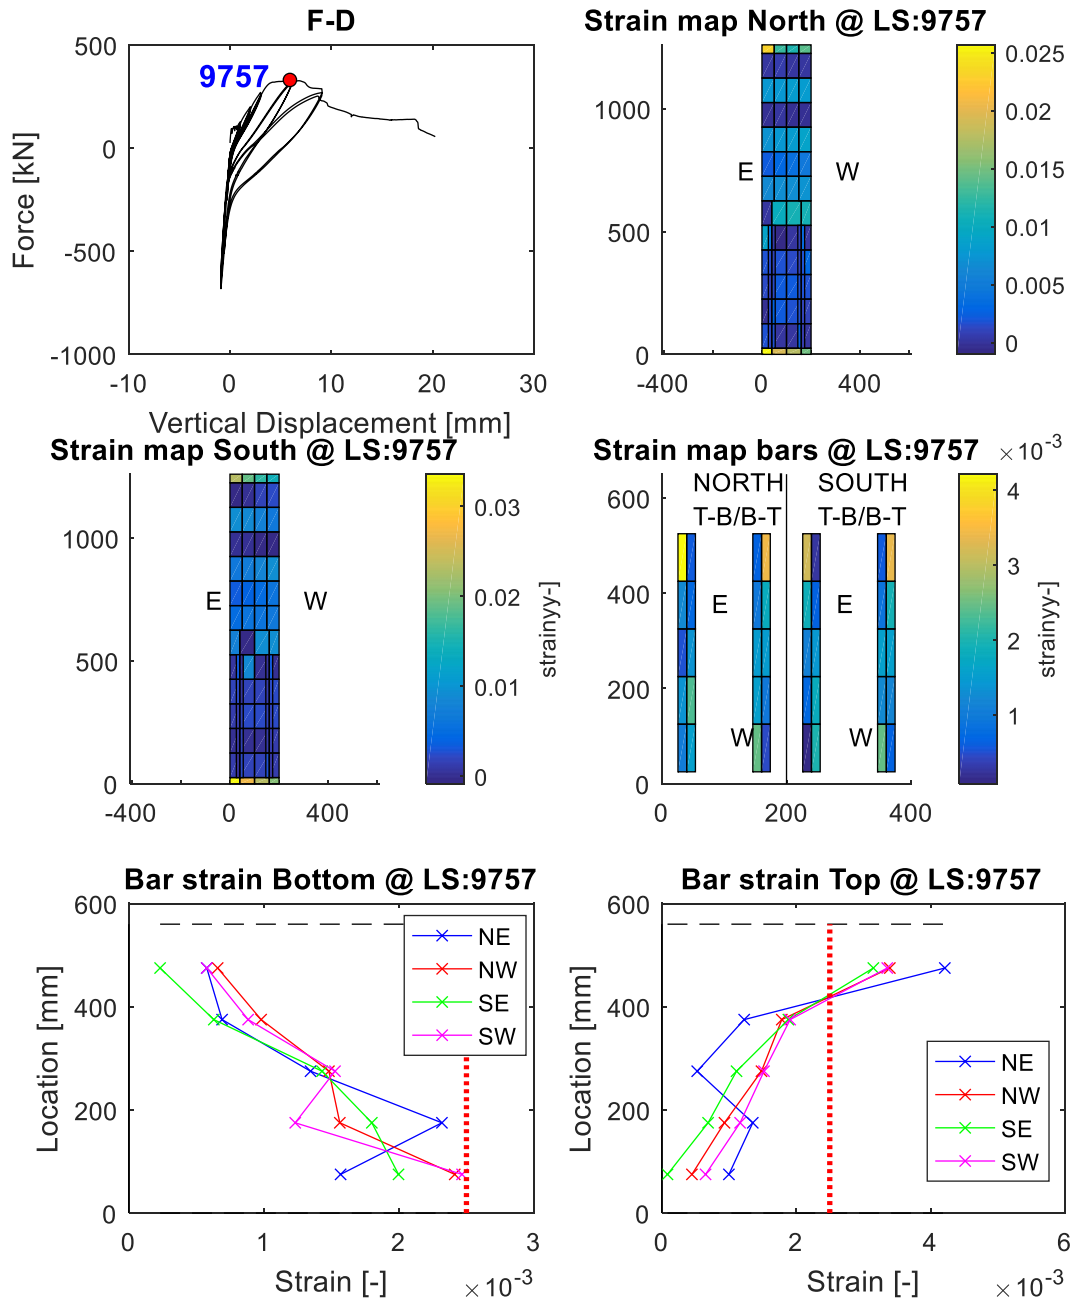 F-D
500
0
-500
-1000
-10
0
10
20
30
Force [kN]
Vertical Displacement [mm]
9757
Strain map North @ LS:9757
1000
500
0
-400
0
400
E
W
0.025
0.02
0.015
0.01
0.005
0
Strain map South @ LS:9757
1000
500
0
-400
0
400
E
W
0.03
0.02
0.01
0
strainyy-]
Strain map bars @ LS:9757
×10-3
NORTH
SOUTH
T-B/B-T
T-B/B-T
600
400
200
0
0
200
400
E
E
W
W
4
3
2
1
strainyy-]
Bar strain Bottom @ LS:9757
600
400
200
0
0
1
2
3
Location [mm]
Strain [-]
×10-3
NE
NW
SE
SW
Bar strain Top @ LS:9757
600
400
200
0
0
2
4
6
Location [mm]
Strain [-]
×10-3
NE
NW
SE
SW